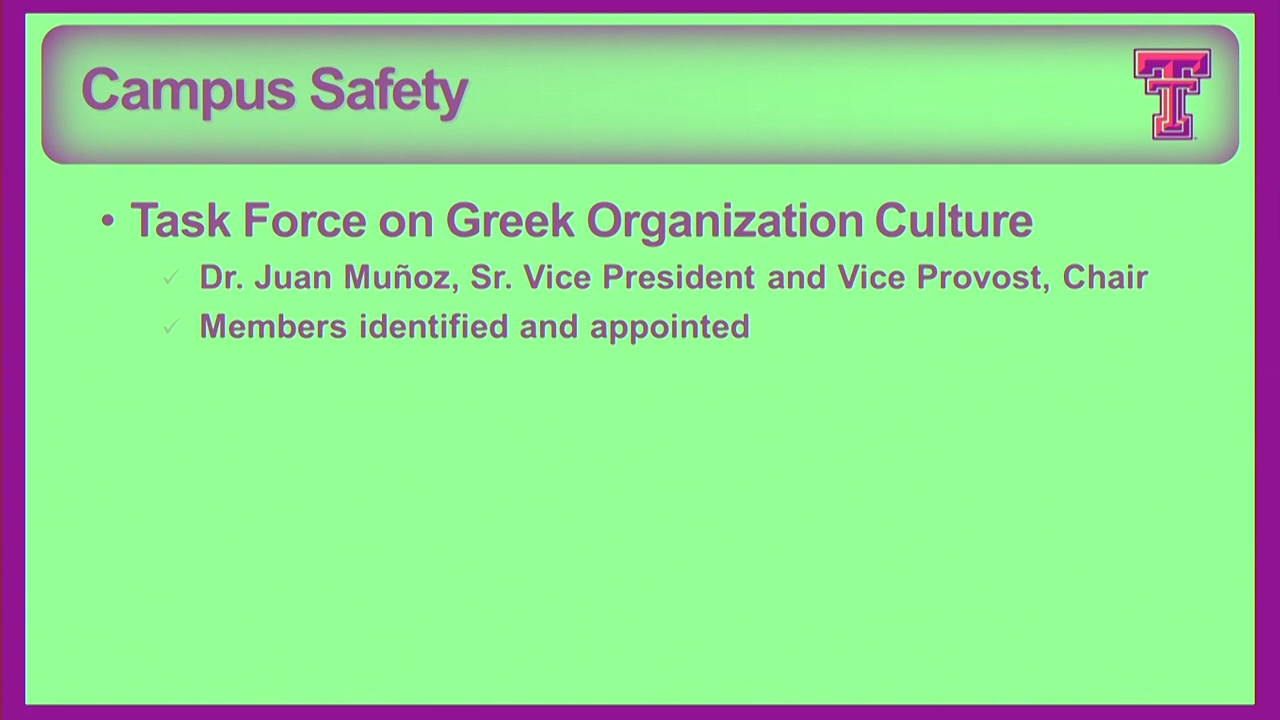 Campus Safety
• Task Force on Greek Organization Culture
✓ Dr. Juan Muñoz, Sr. Vice President and Vice Provost, Chair
✓ Members identified and appointed